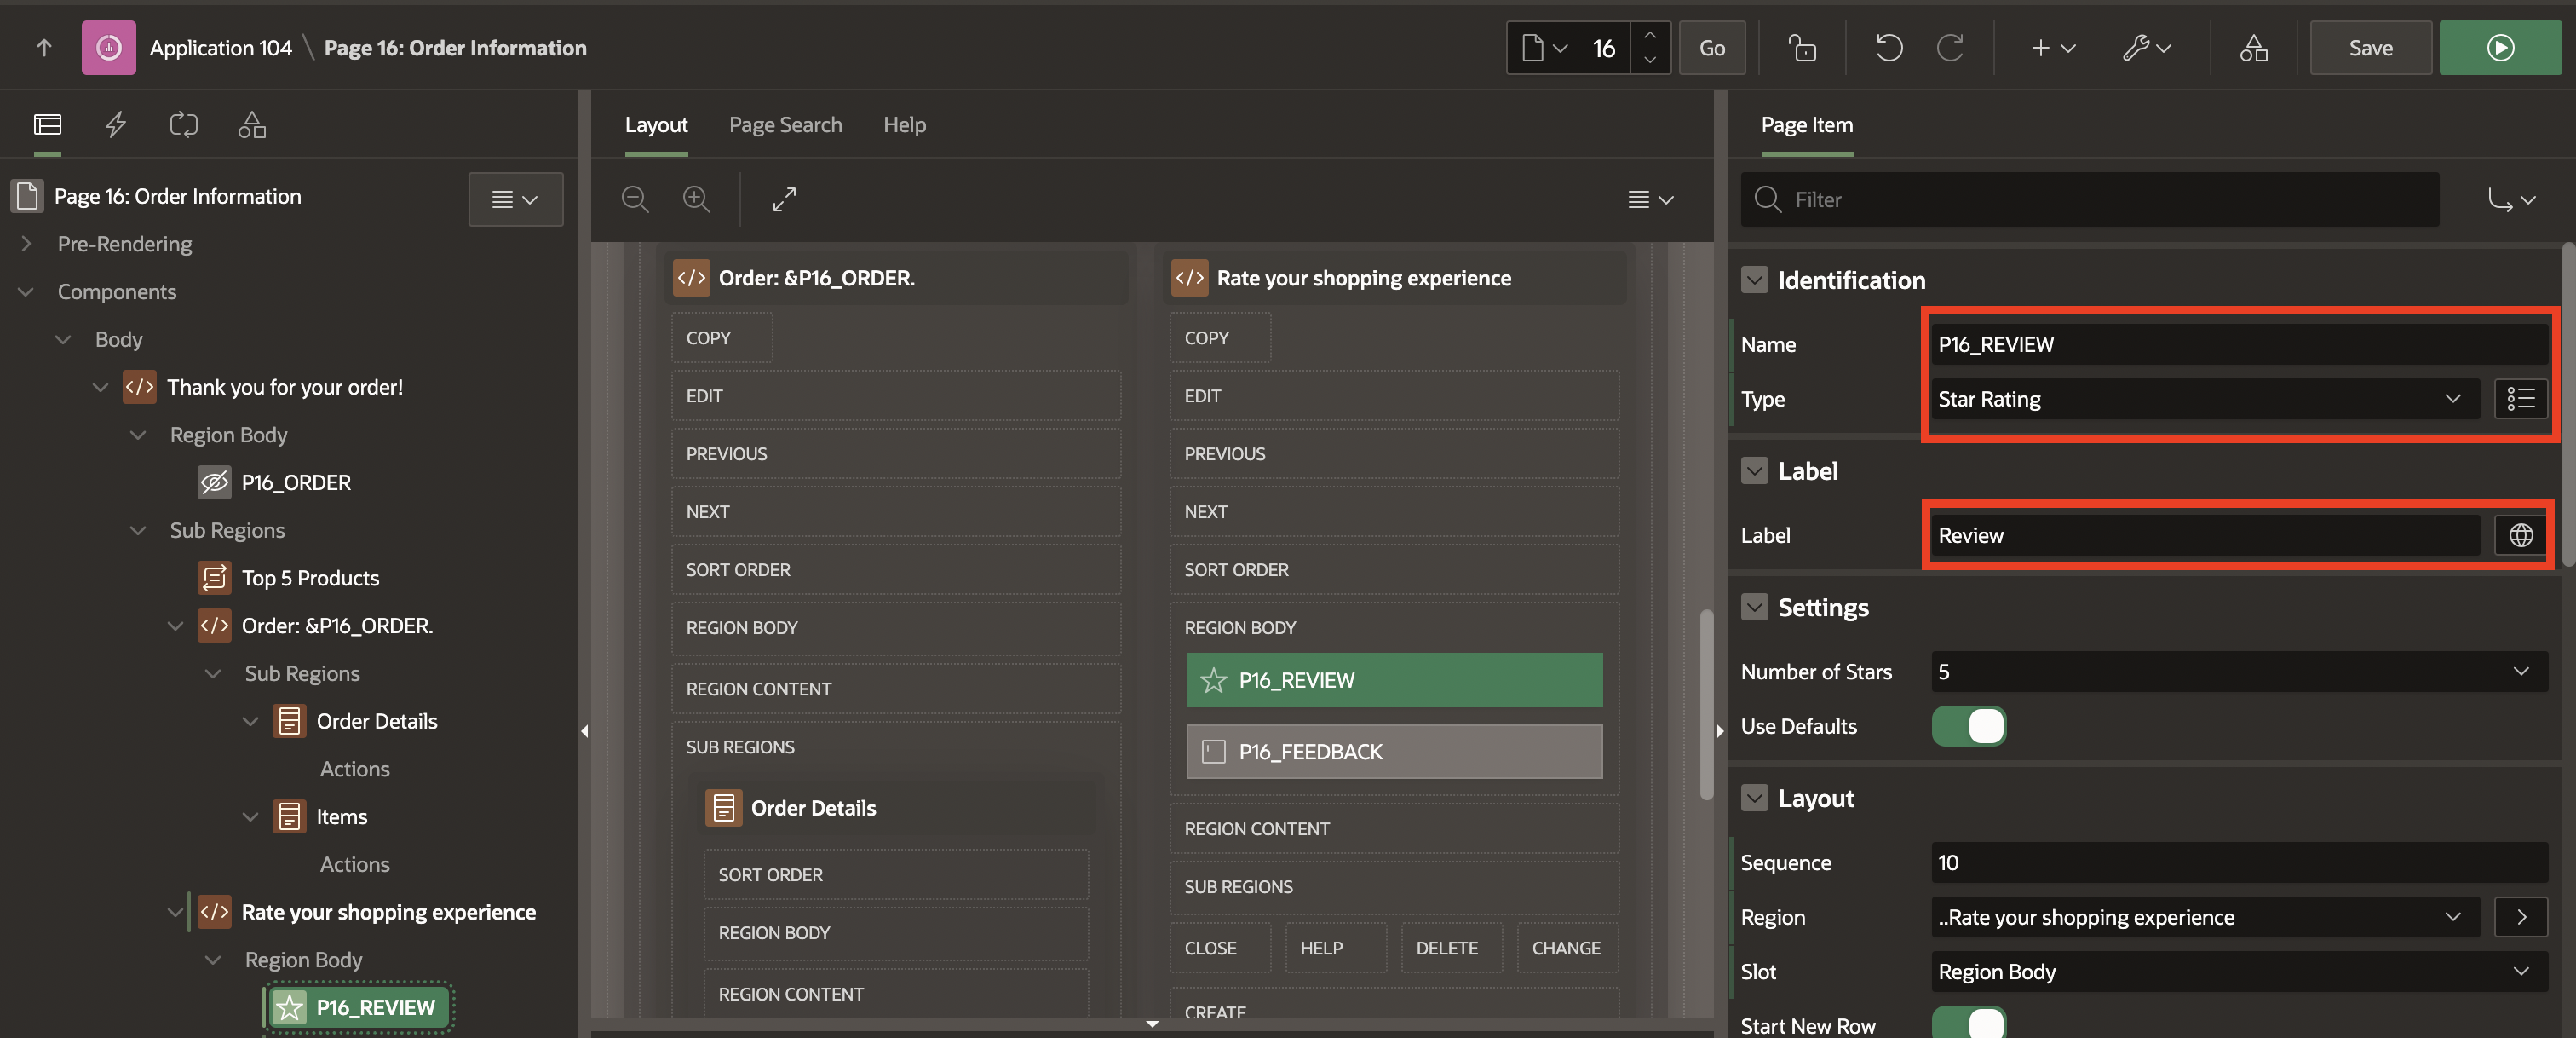 Application 104 \ Page 16: Order Information
16
Go
Save
Page 16: Order Information
Pre-Rendering
Components
Body
Thank you for your order!
Region Body
P16_ORDER
Sub Regions
Top 5 Products
Order: &P16_ORDER.
Sub Regions
Order Details
Actions
Items
Actions
Rate your shopping experience
Region Body
P16_REVIEW
Layout
Page Search
Help
Order: &P16_ORDER.
COPY
EDIT
PREVIOUS
NEXT
SORT ORDER
REGION BODY
REGION CONTENT
SUB REGIONS
Order Details
SORT ORDER
REGION BODY
REGION CONTENT
Rate your shopping experience
COPY
EDIT
PREVIOUS
NEXT
SORT ORDER
REGION BODY
P16_REVIEW
P16_FEEDBACK
REGION CONTENT
SUB REGIONS
CLOSE HELP DELETE CHANGE
CREATE
Page Item
Filter
Identification
Name P16_REVIEW
Type Star Rating
Label
Label Review
Settings
Number of Stars 5
Use Defaults
Layout
Sequence 10
Region ..Rate your shopping experience
Slot Region Body
Start New Row